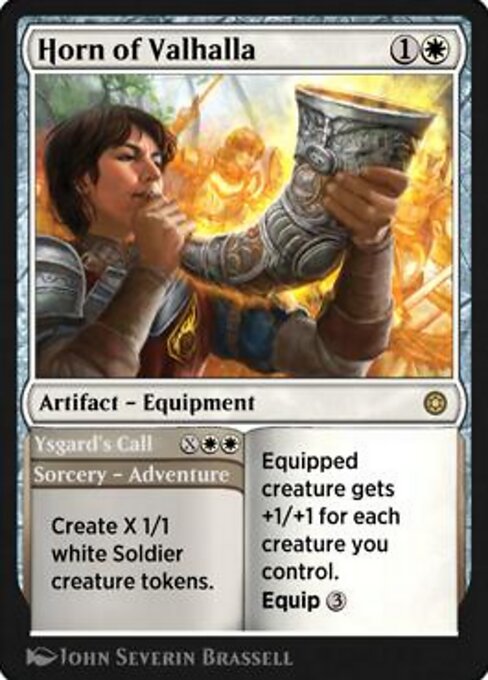 Horn of Valhalla 1
Artifact – Equipment
Ysgard's Call X
Sorcery – Adventure
Create X 1/1
white Soldier
creature tokens.
Equipped
creature gets
+1/+1 for each
creature you
control.
Equip 3
John Severin Brassell